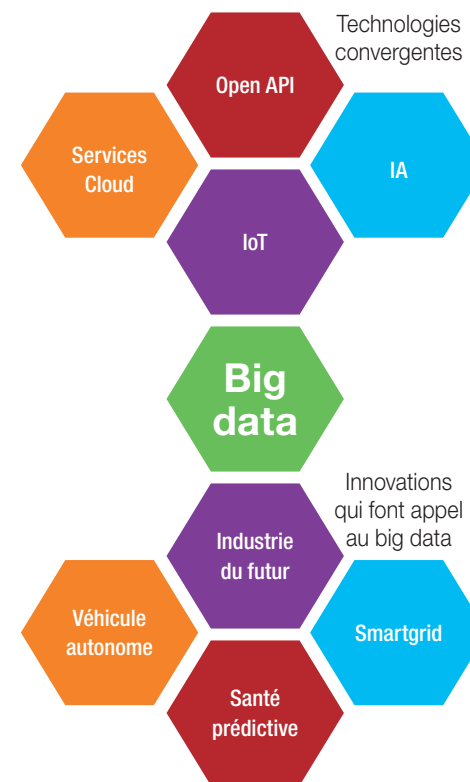 Technologies
convergentes
Open API
Services
Cloud
IA
IoT
Big
data
Innovations
qui font appel
au big data
Industrie
du futur
Véhicule
autonome
Smartgrid
Santé
prédictive